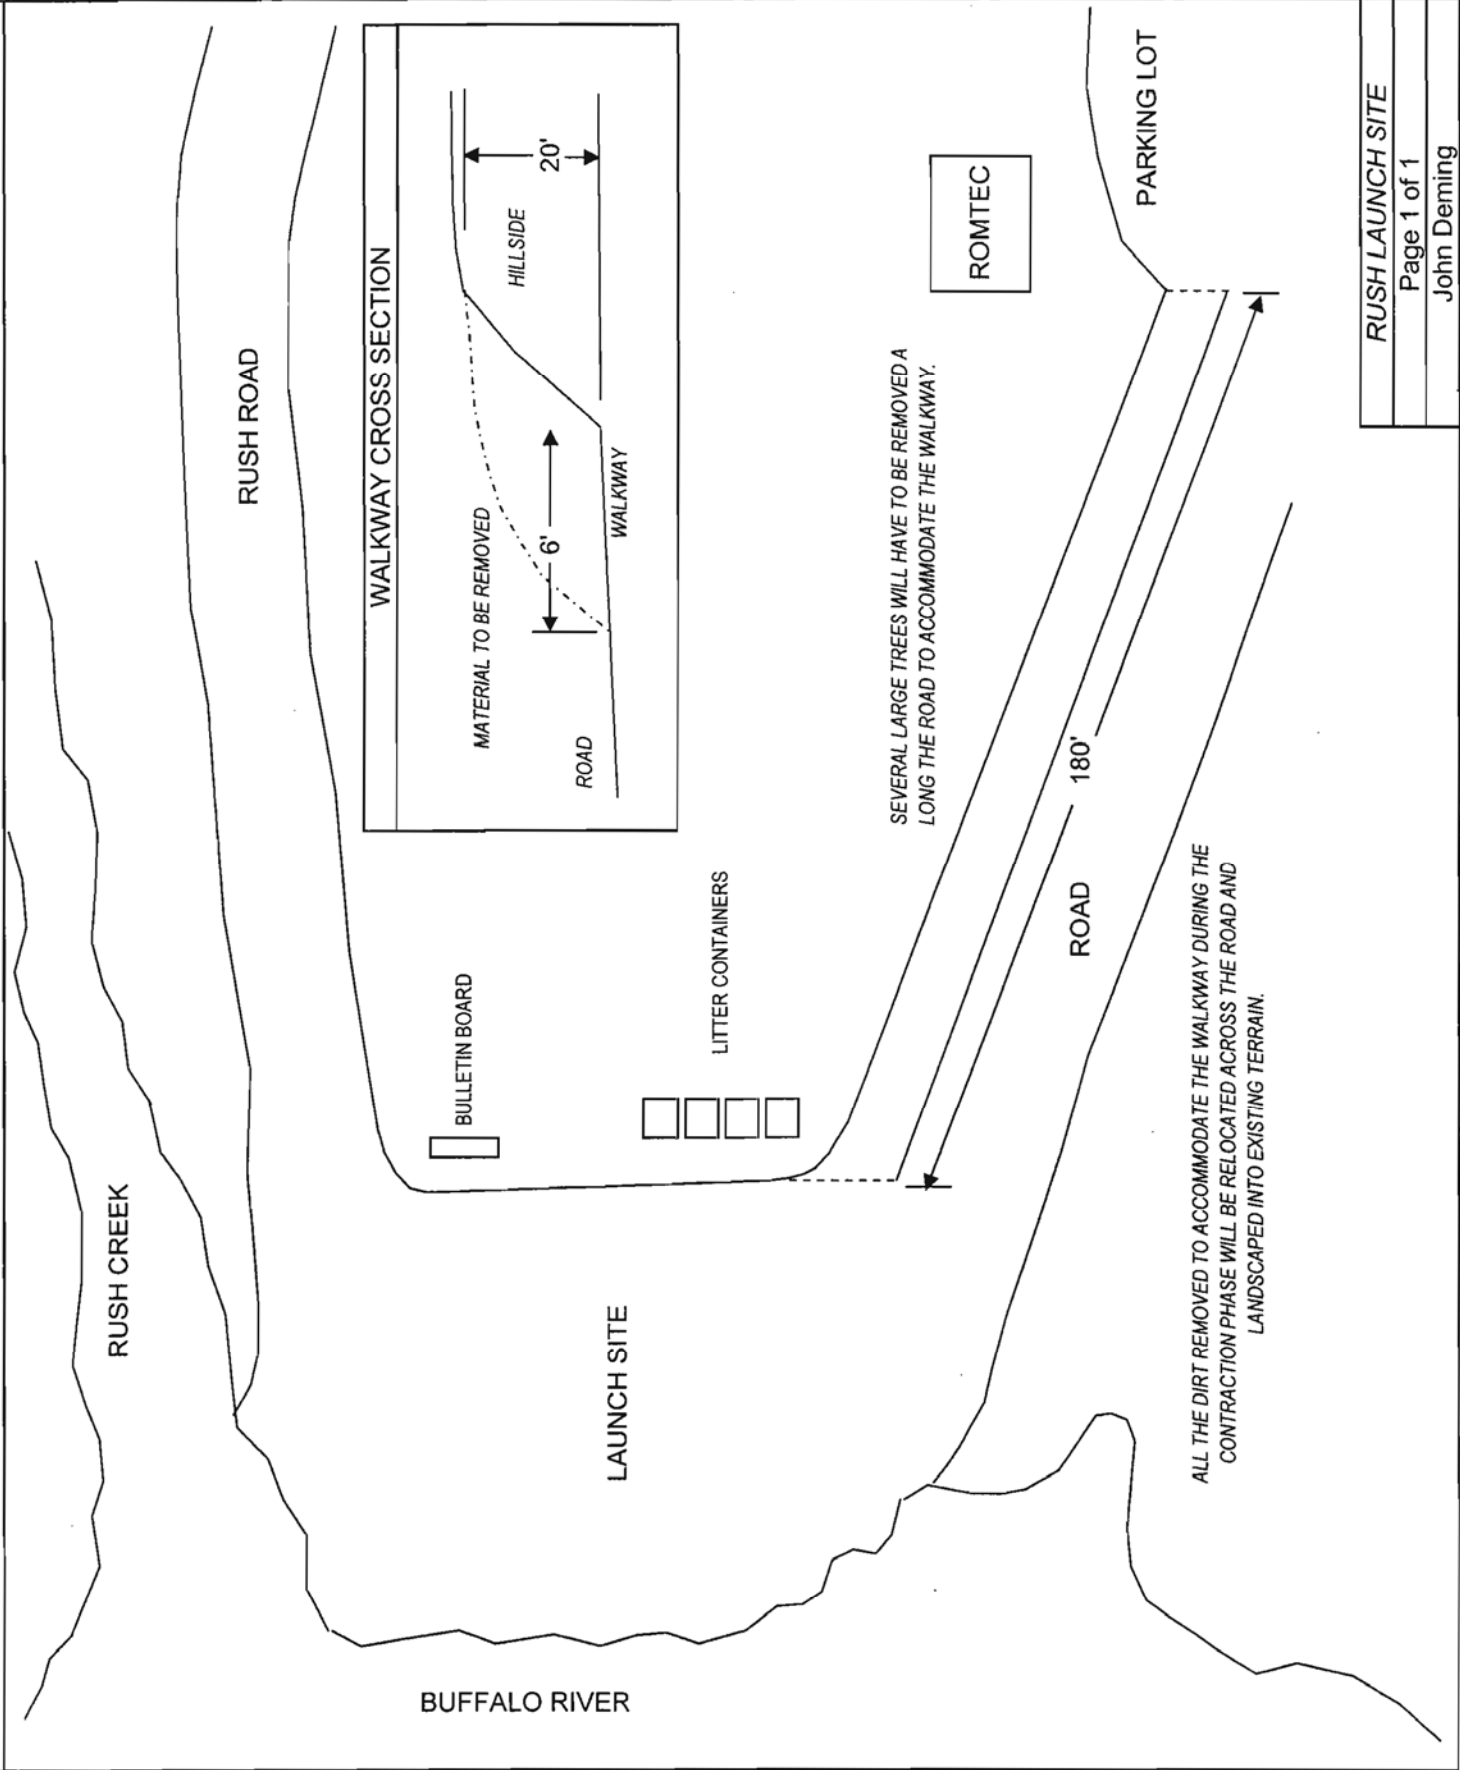 RUSH CREEK
RUSH ROAD
WALKWAY CROSS SECTION
MATERIAL TO BE REMOVED
HILLSIDE
20'
6'
ROAD
WALKWAY
BULLETIN BOARD
LITTER CONTAINERS
LAUNCH SITE
BUFFALO RIVER
SEVERAL LARGE TREES WILL HAVE TO BE REMOVED A
LONG THE ROAD TO ACCOMMODATE THE WALKWAY.
ROMTEC
PARKING LOT
180'
ROAD
ALL THE DIRT REMOVED TO ACCOMMODATE THE WALKWAY DURING THE
CONTRACTION PHASE WILL BE RELOCATED ACROSS THE ROAD AND
LANDSCAPED INTO EXISTING TERRAIN.
RUSH LAUNCH SITE
Page 1 of 1
John Deming